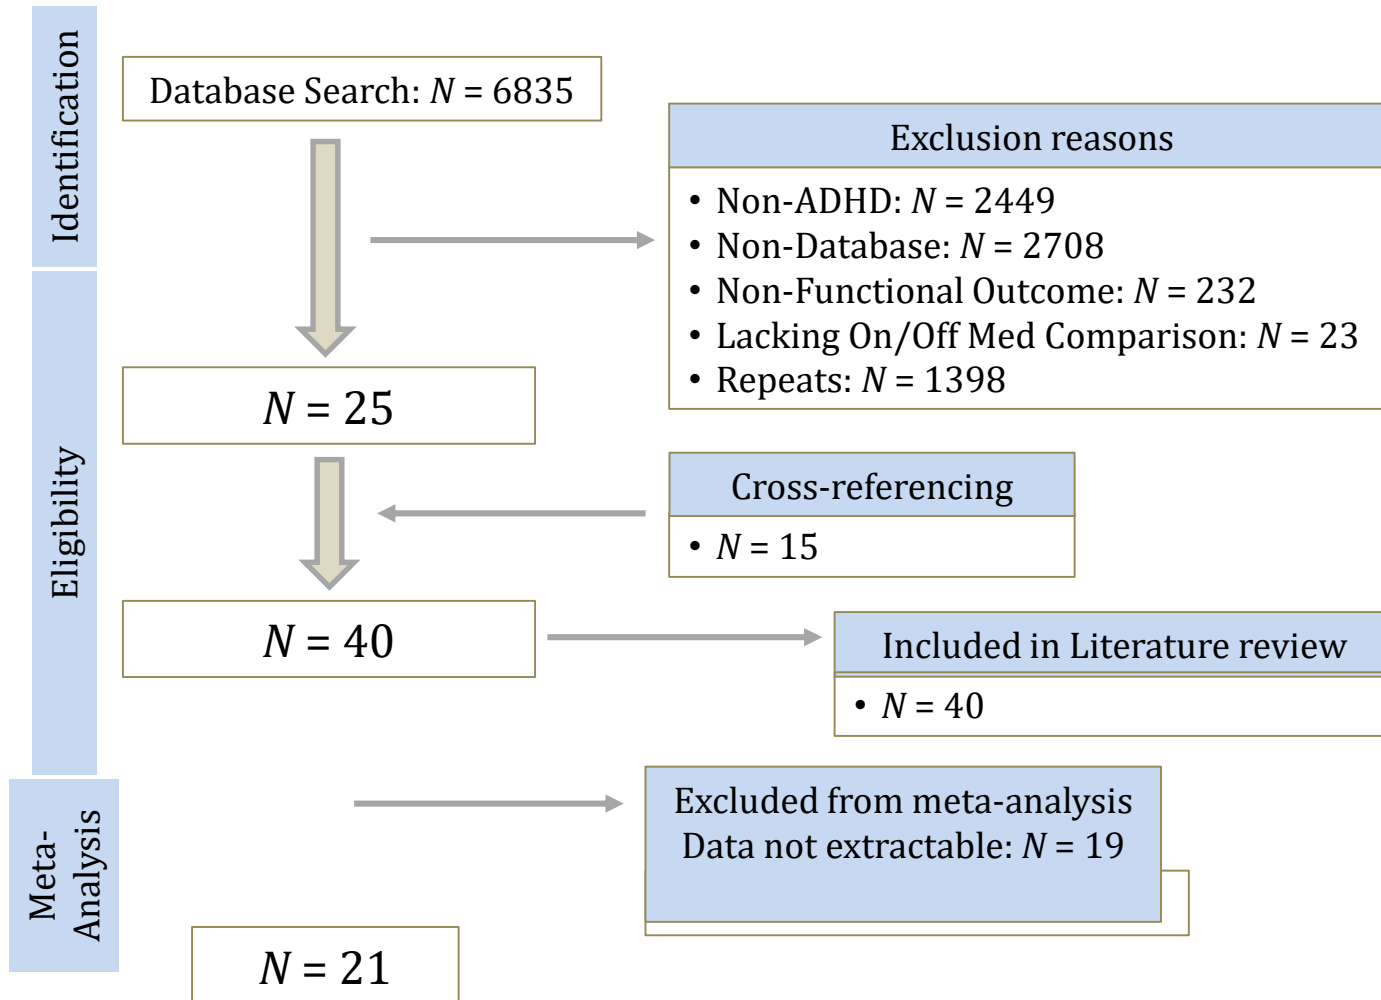 Identification
Database Search: N = 6835
Exclusion reasons
• Non-ADHD: N = 2449
• Non-Database: N = 2708
• Non-Functional Outcome: N = 232
• Lacking On/Off Med Comparison: N = 23
• Repeats: N = 1398
Eligibility
N = 25
Cross-referencing
• N = 15
N = 40
Included in Literature review
• N = 40
Meta-
Analysis
Excluded from meta-analysis
Data not extractable: N = 19
N = 21